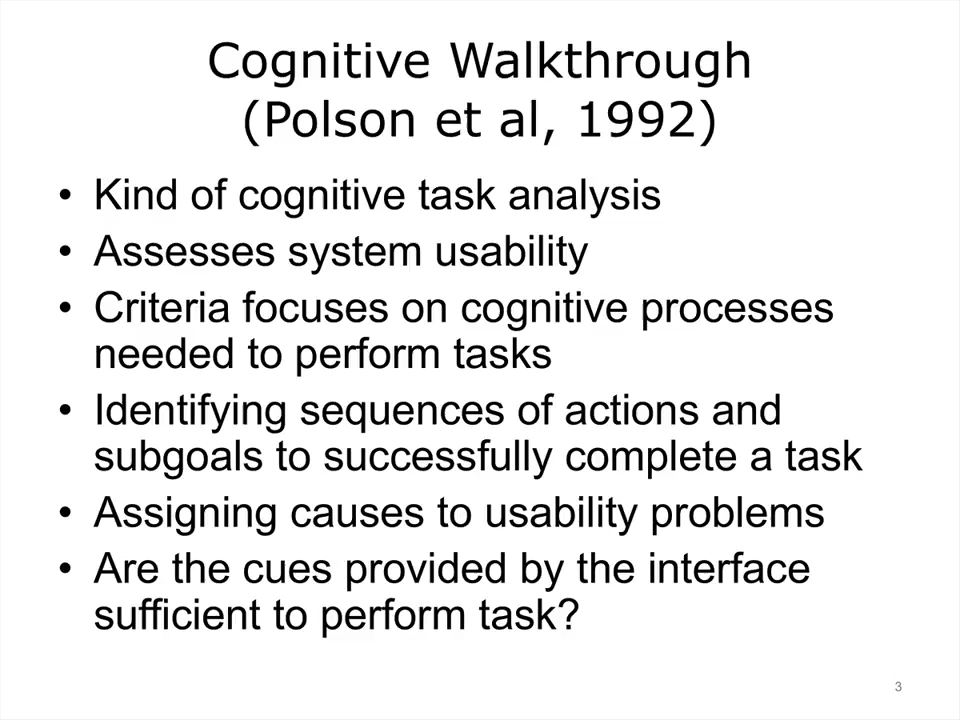 Cognitive Walkthrough
(Polson et al, 1992)
• Kind of cognitive task analysis
• Assesses system usability
• Criteria focuses on cognitive processes
needed to perform tasks
• Identifying sequences of actions and
subgoals to successfully complete a task
• Assigning causes to usability problems
• Are the cues provided by the interface
sufficient to perform task?
3